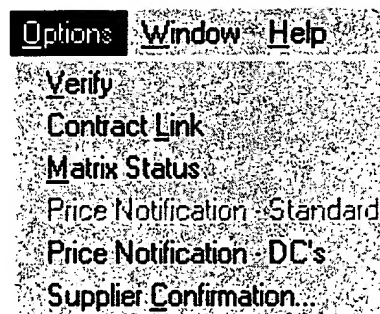 Options Window Help
Verify
Contract Link
Matrix Status
Price Notification - Standard
Price Notification - DC's
Supplier Confirmation...